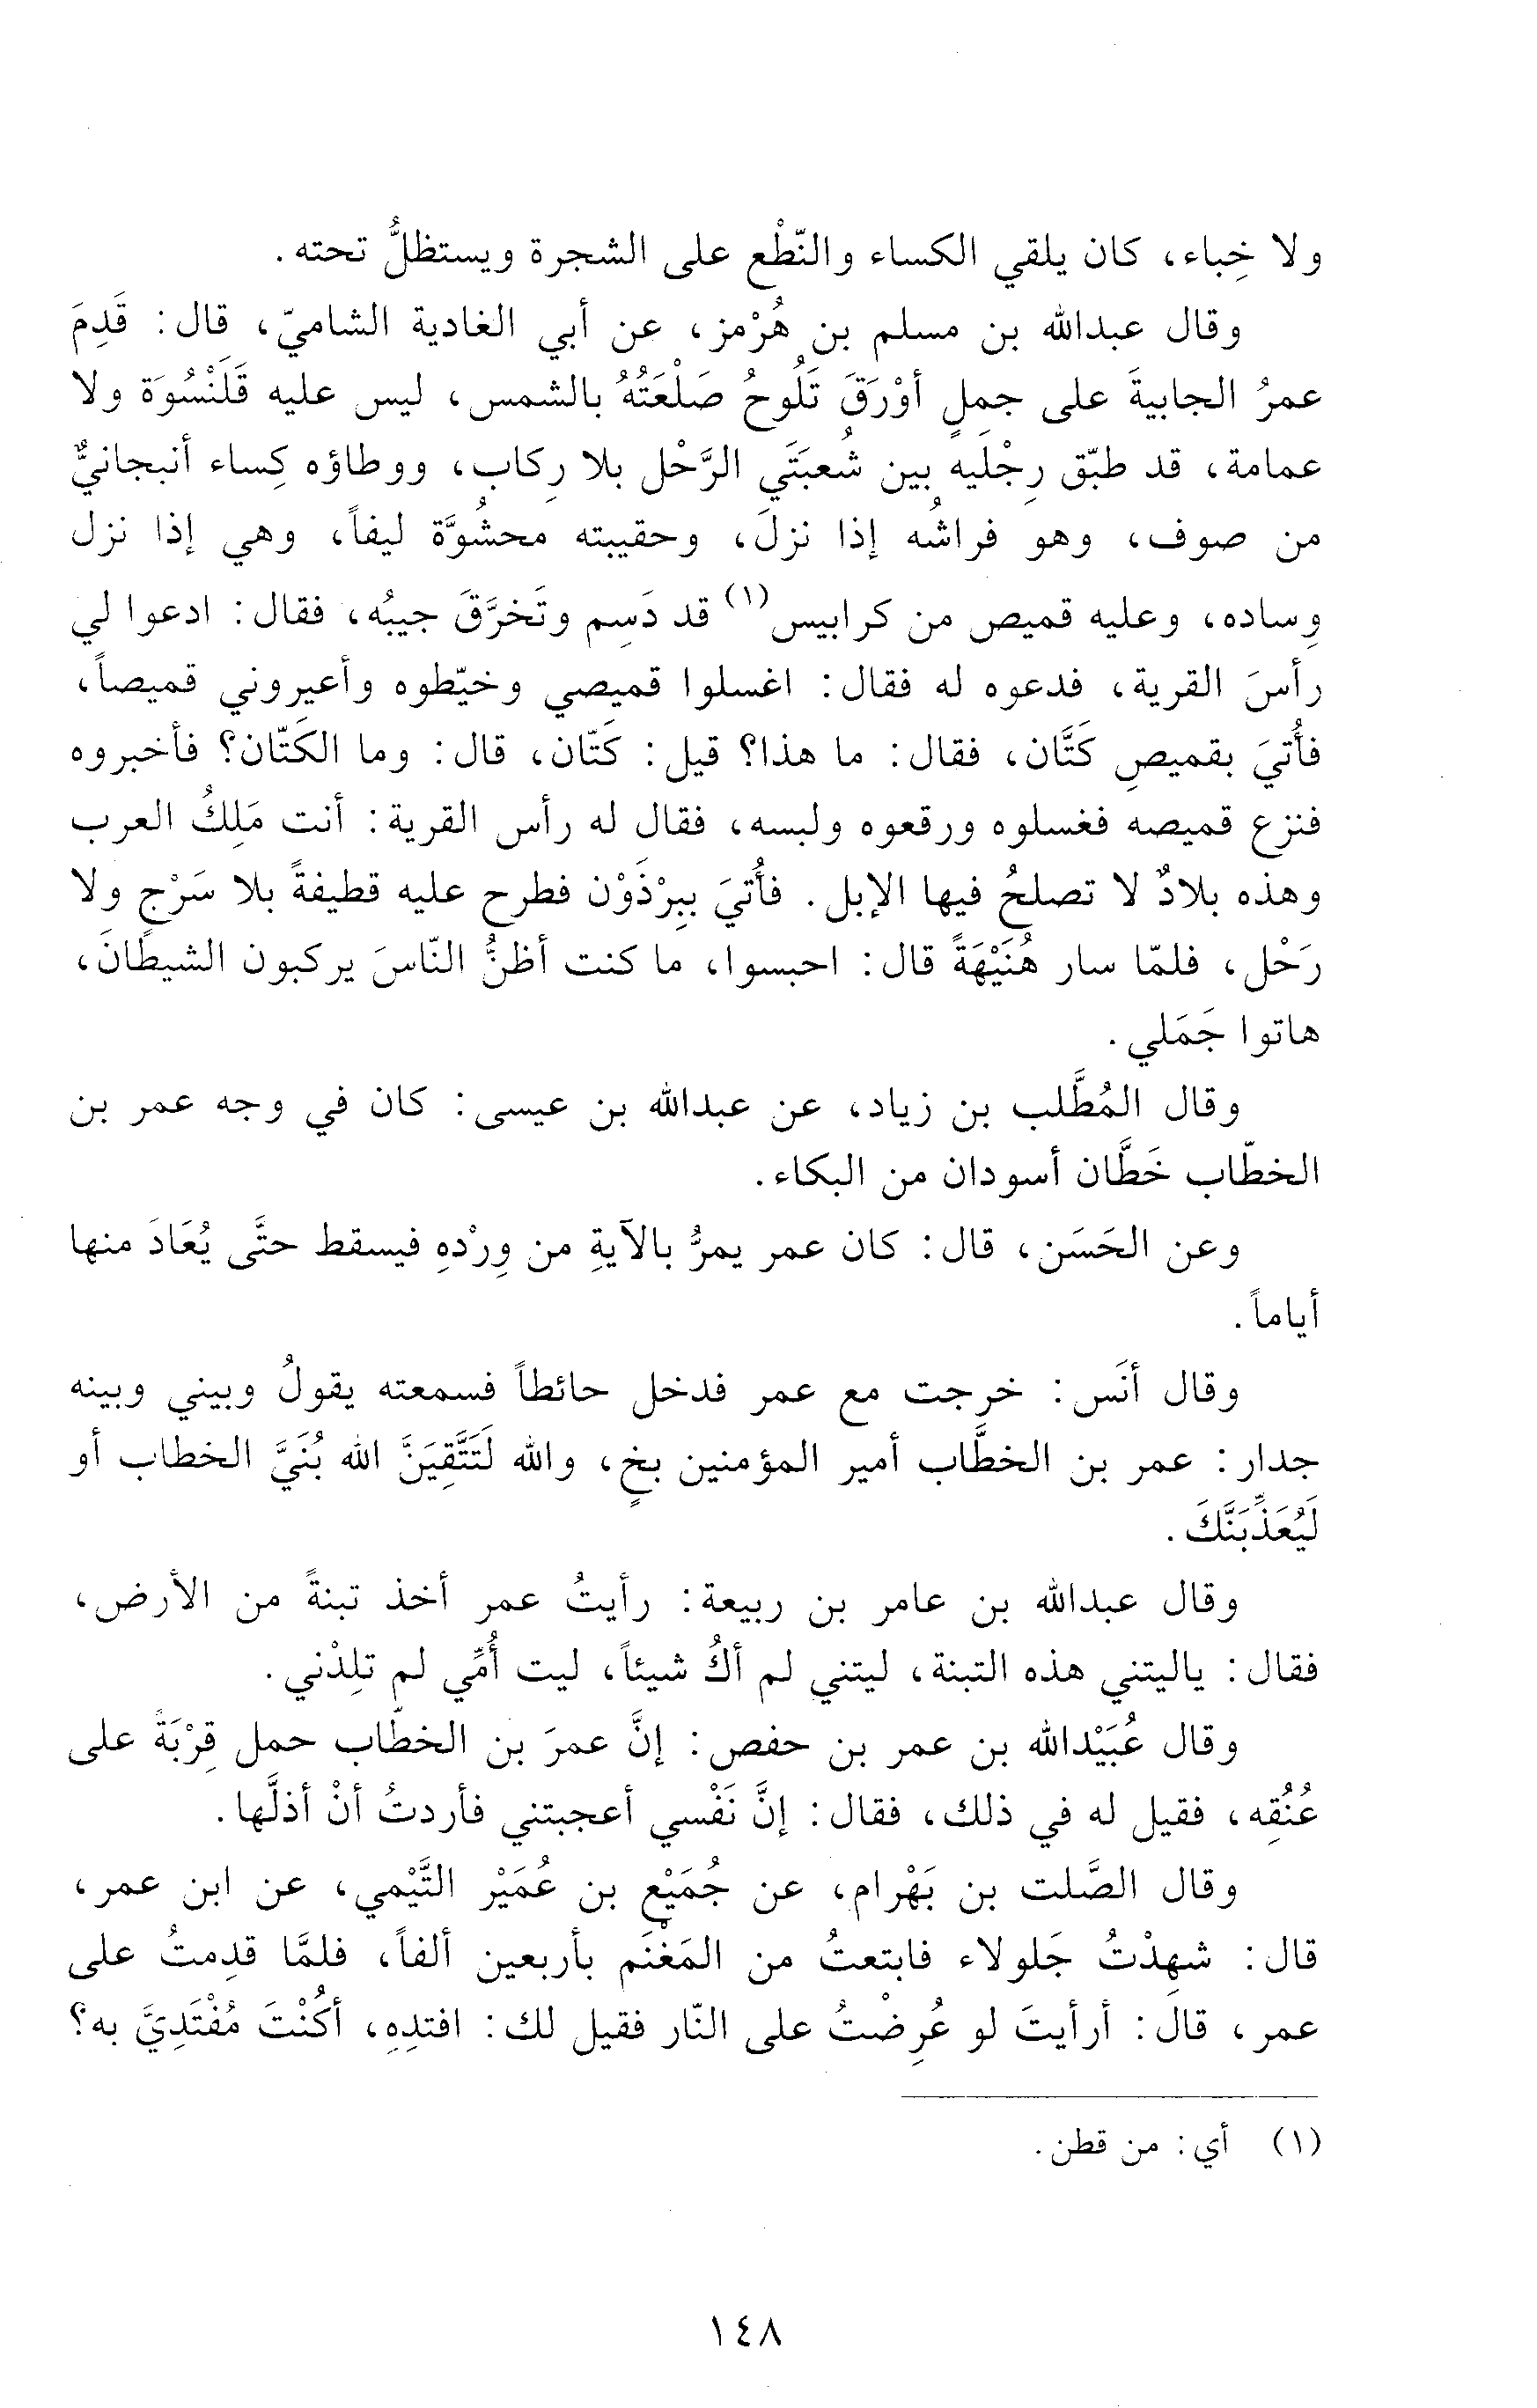 ولا خِباء، كان يلقي الكساء والنّطْع على الشجرة ويستظلُّ تحته.
وقال عبدالله بن مسلم بن هُرْمز، عن أبي الغادية الشاميّ، قال: قَدِمَ
عمرُ الجابيةَ على جملٍ أوْرَقَ تَلُوحُ صَلْعَتُهُ بالشمس، ليس عليه قَلَنْسُوَة ولا
عمامة، قد طبّق رِجْلَيه بين شُعبَتَي الرَّحْل بلا رِكاب، ووطاؤه كِساء أنبجانيٌّ
من صوف، وهو فراشُه إذا نزلَ، وحقيبته محشُوَّة ليفاً، وهي إذا نزل
وِساده، وعليه قميص من كرابيس(١) قد دَسِم وتَخرَّقَ جيبُه، فقال: ادعوا لي
رأسَ القرية، فدعوه له فقال: اغسلوا قميصي وخيّطوه وأعيروني قميصاً،
فأُتيَ بقميصِ كَتَّان، فقال: ما هذا؟ قيل: كَتّان، قال: وما الكَتّان؟ فأخبروه
فنزع قميصه فغسلوه ورقعوه ولبسه، فقال له رأس القرية: أنت مَلِكُ العرب
وهذه بلادٌ لا تصلحُ فيها الإبل. فأُتيَ بِبِرْذَوْن فطرح عليه قطيفةً بلا سَرْجٍ ولا
رَحْل، فلمّا سار هُنَيْهَةً قال: احبسوا، ما كنت أظنُّ النّاسَ يركبون الشيطانَ،
هاتوا جَمَلي.
وقال المُطَّلب بن زياد، عن عبدالله بن عيسى: كان في وجه عمر بن
الخطّاب خَطَّان أسودان من البكاء.
وعن الحَسَن، قال: كان عمر يمرُّ بالآيةِ من وِرْدهِ فيسقط حتَّى يُعَادَ منها
أياماً.
وقال أنَس: خرجت مع عمر فدخل حائطاً فسمعته يقولُ وبيني وبينه
جدار: عمر بن الخطَّاب أمير المؤمنين بخٍ، والله لَتَتَّقِيَنَّ الله بُنَيَّ الخطاب أو
لَيُعَذِّبَنَّكَ.
وقال عبدالله بن عامر بن ربيعة: رأيتُ عمر أخذ تبنةً من الأرض،
فقال: ياليتني هذه التبنة، ليتني لم أكُ شيئاً، ليت أُمِّي لم تلِدْني.
وقال عُبَيْدالله بن عمر بن حفص: إنَّ عمرَ بن الخطّاب حمل قِرْبَةً على
عُنُقِه، فقيل له في ذلك، فقال: إنَّ نَفْسي أعجبتني فأردتُ أنْ أذلَّها.
وقال الصَّلت بن بَهْرام، عن جُمَيْع بن عُمَيْر التَّيْمي، عن ابن عمر،
قال: شهِدْتُ جَلولاء فابتعتُ من المَغْنَم بأربعين ألفاً، فلمَّا قدِمتُ على
عمر، قال: أرأيتَ لو عُرِضْتُ على النّار فقيل لك: افتدِهِ، أكُنْتَ مُفْتَدِيَّ به؟
(١) أي: من قطن.
١٤٨